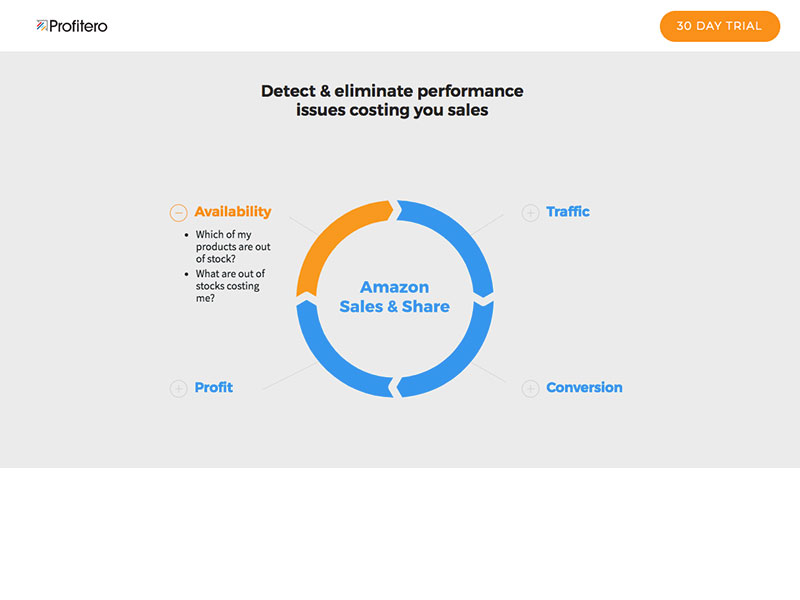 Profitero
30 DAY TRIAL
Detect & eliminate performance
issues costing you sales
Availability
• Which of my
products are out
of stock?
• What are out of
stocks costing
me?
Traffic
Amazon
Sales & Share
Profit
Conversion